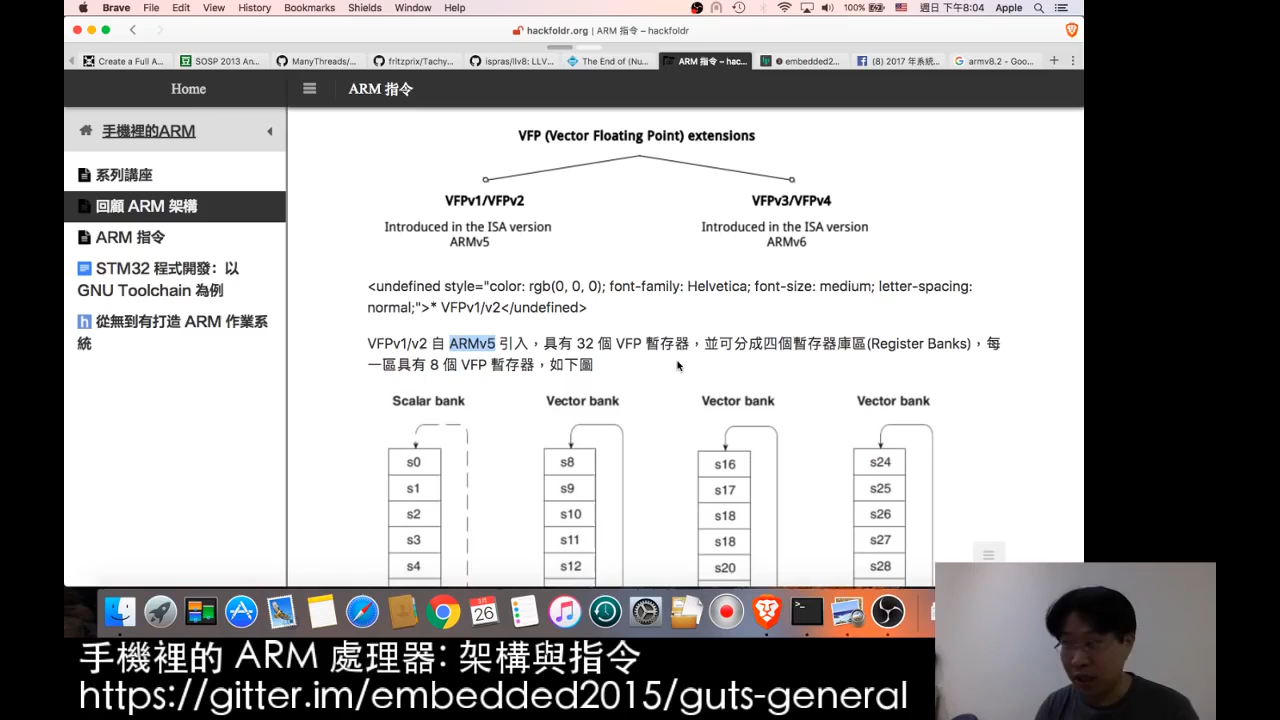 Brave File Edit View History Bookmarks Shields Window Help 100% 週日 下午8:04 Apple
hackfoldr.org | ARM 指令 – hackfoldr
Create a Full A... SOSP 2013 An... ManyThreads/... fritzprix/Tachy... ispras/llv8: LLV... The End of (Nu... ARM 指令 – hac... embedded2... (8) 2017 年系統... armv8.2 - Goo...
Home ARM 指令
手機裡的ARM
系列講座
回顧 ARM 架構
ARM 指令
STM32 程式開發：以
GNU Toolchain 為例
從無到有打造 ARM 作業系
統
VFP (Vector Floating Point) extensions
VFPv1/VFPv2 VFPv3/VFPv4
Introduced in the ISA version Introduced in the ISA version
ARMv5 ARMv6
<undefined style="color: rgb(0, 0, 0); font-family: Helvetica; font-size: medium; letter-spacing:
normal;">* VFPv1/v2</undefined>
VFPv1/v2 自 ARMv5 引入，具有 32 個 VFP 暫存器，並可分成四個暫存器庫區(Register Banks)，每
一區具有 8 個 VFP 暫存器，如下圖
Scalar bank Vector bank Vector bank Vector bank
s0 s8 s16 s24
s1 s9 s17 s25
s2 s10 s18 s26
s3 s11 s18 s27
s4 s12 s20 s28
26
手機裡的 ARM 處理器: 架構與指令
https://gitter.im/embedded2015/guts-general